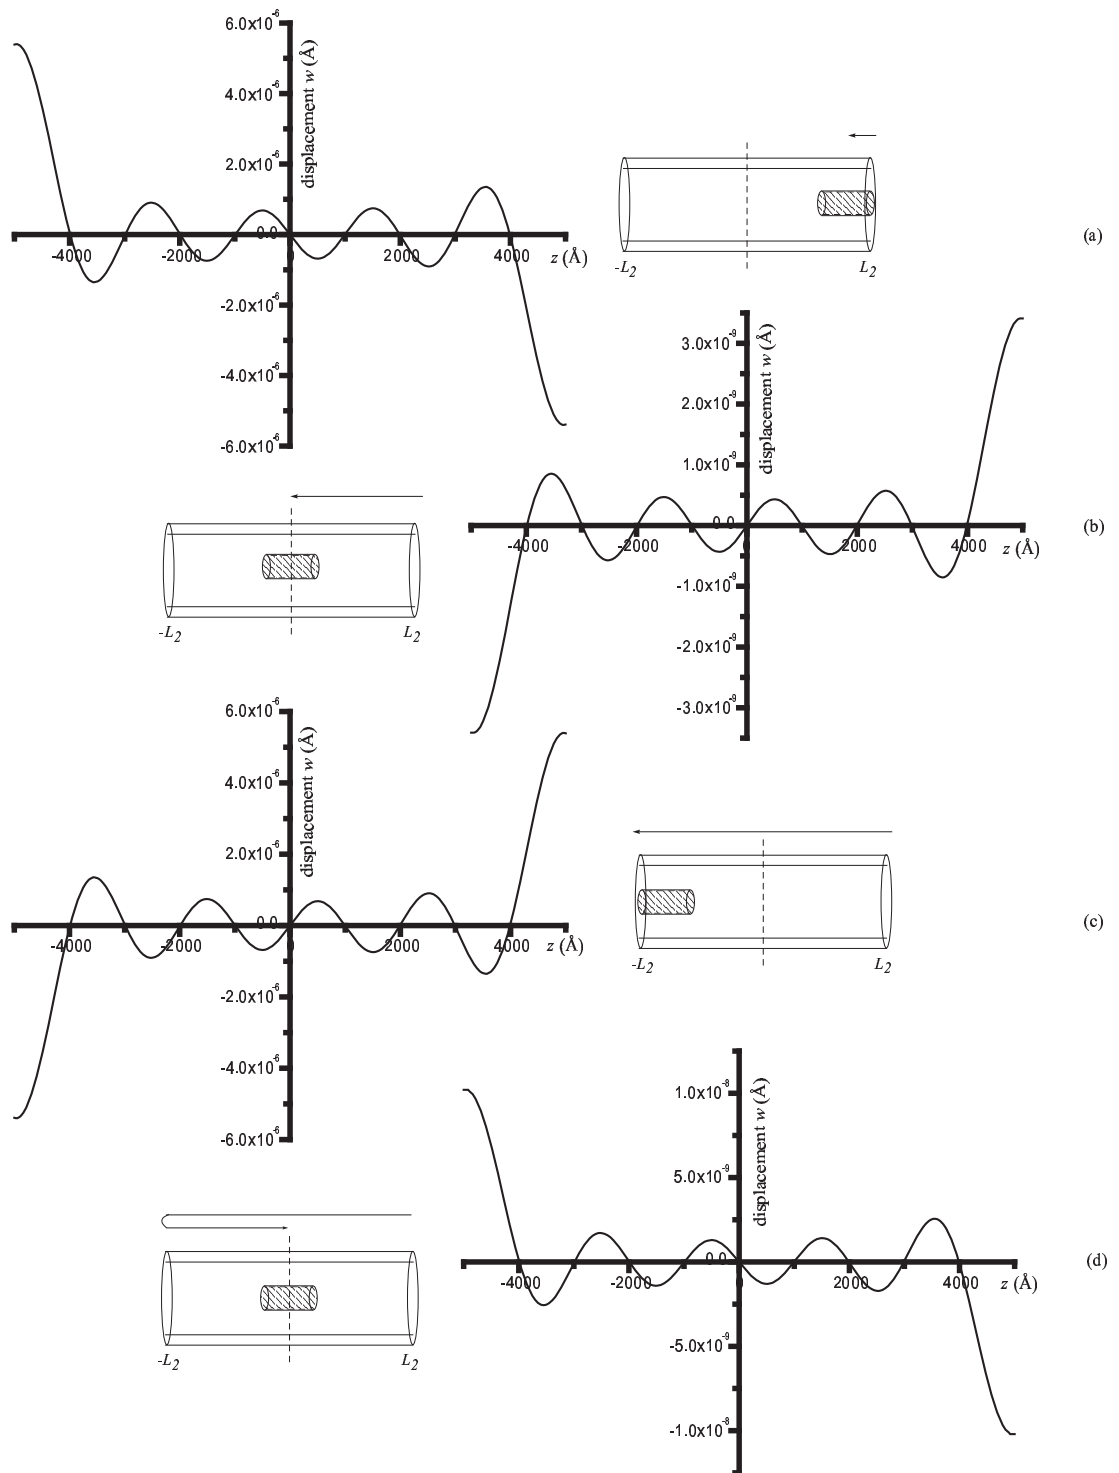 6.0x10⁻⁶
4.0x10⁻⁶
2.0x10⁻⁶
0.0
-2.0x10⁻⁶
-4.0x10⁻⁶
-6.0x10⁻⁶
displacement w (Å)
-4000 -2000 0 2000 4000
z (Å)
-L₂ L₂
(a)
3.0x10⁻⁹
2.0x10⁻⁹
1.0x10⁻⁹
0.0
-1.0x10⁻⁹
-2.0x10⁻⁹
-3.0x10⁻⁹
displacement w (Å)
-4000 -2000 0 2000 4000
z (Å)
-L₂ L₂
(b)
6.0x10⁻⁶
4.0x10⁻⁶
2.0x10⁻⁶
0.0
-2.0x10⁻⁶
-4.0x10⁻⁶
-6.0x10⁻⁶
displacement w (Å)
-4000 -2000 0 2000 4000
z (Å)
-L₂ L₂
(c)
1.0x10⁻⁸
5.0x10⁻⁹
0.0
-5.0x10⁻⁹
-1.0x10⁻⁸
displacement w (Å)
-4000 -2000 0 2000 4000
z (Å)
-L₂ L₂
(d)